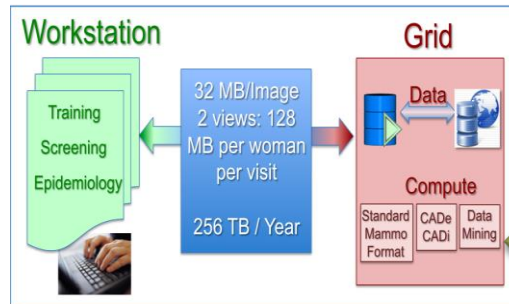 Workstation
Training
Screening
Epidemiology
32 MB/Image
2 views: 128
MB per woman
per visit
256 TB / Year
Grid
Data
Compute
Standard
Mammo
Format
CADe
CADi
Data
Mining